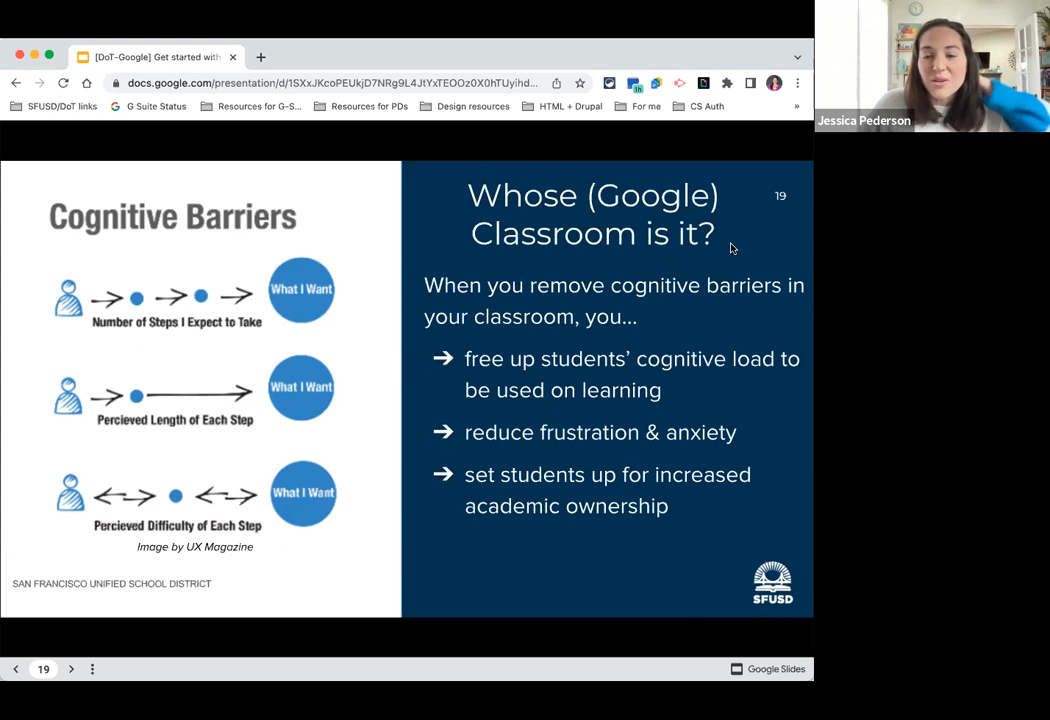 [DoT-Google] Get started with
docs.google.com/presentation/d/1SXxJKcoPEUkjD7NRg9L4JtYxTEOOz0X0hTUyihd...
1h
SFUSD/DoT links
G Suite Status
Resources for G-S...
Resources for PDs
Design resources
HTML + Drupal
For me
CS Auth
»
Jessica Pederson
Cognitive Barriers
What I Want
Number of Steps I Expect to Take
What I Want
Percieved Length of Each Step
What I Want
Percieved Difficulty of Each Step
Image by UX Magazine
SAN FRANCISCO UNIFIED SCHOOL DISTRICT
Whose (Google)
Classroom is it?
19
When you remove cognitive barriers in
your classroom, you...
➔ free up students’ cognitive load to
be used on learning
➔ reduce frustration & anxiety
➔ set students up for increased
academic ownership
SFUSD
19
Google Slides